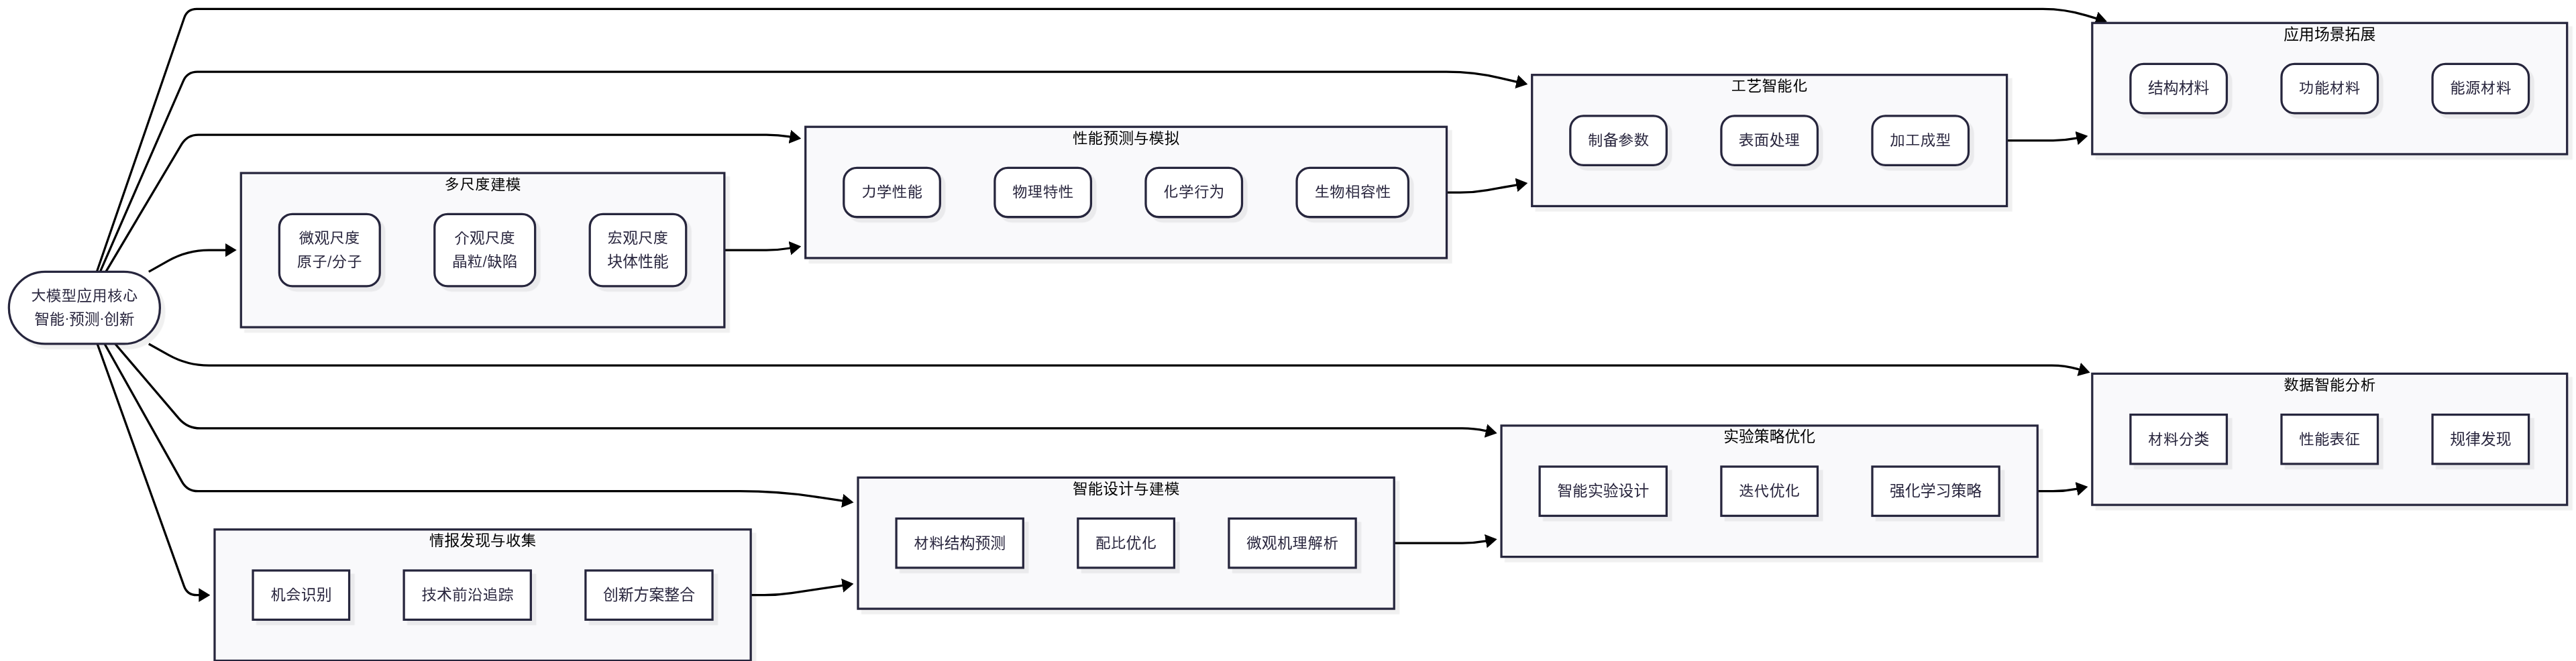 应用场景拓展
结构材料
功能材料
能源材料
工艺智能化
制备参数
表面处理
加工成型
性能预测与模拟
力学性能
物理特性
化学行为
生物相容性
多尺度建模
微观尺度
原子/分子
介观尺度
晶粒/缺陷
宏观尺度
块体性能
大模型应用核心
智能·预测·创新
数据智能分析
材料分类
性能表征
规律发现
实验策略优化
智能实验设计
迭代优化
强化学习策略
智能设计与建模
材料结构预测
配比优化
微观机理解析
情报发现与收集
机会识别
技术前沿追踪
创新方案整合